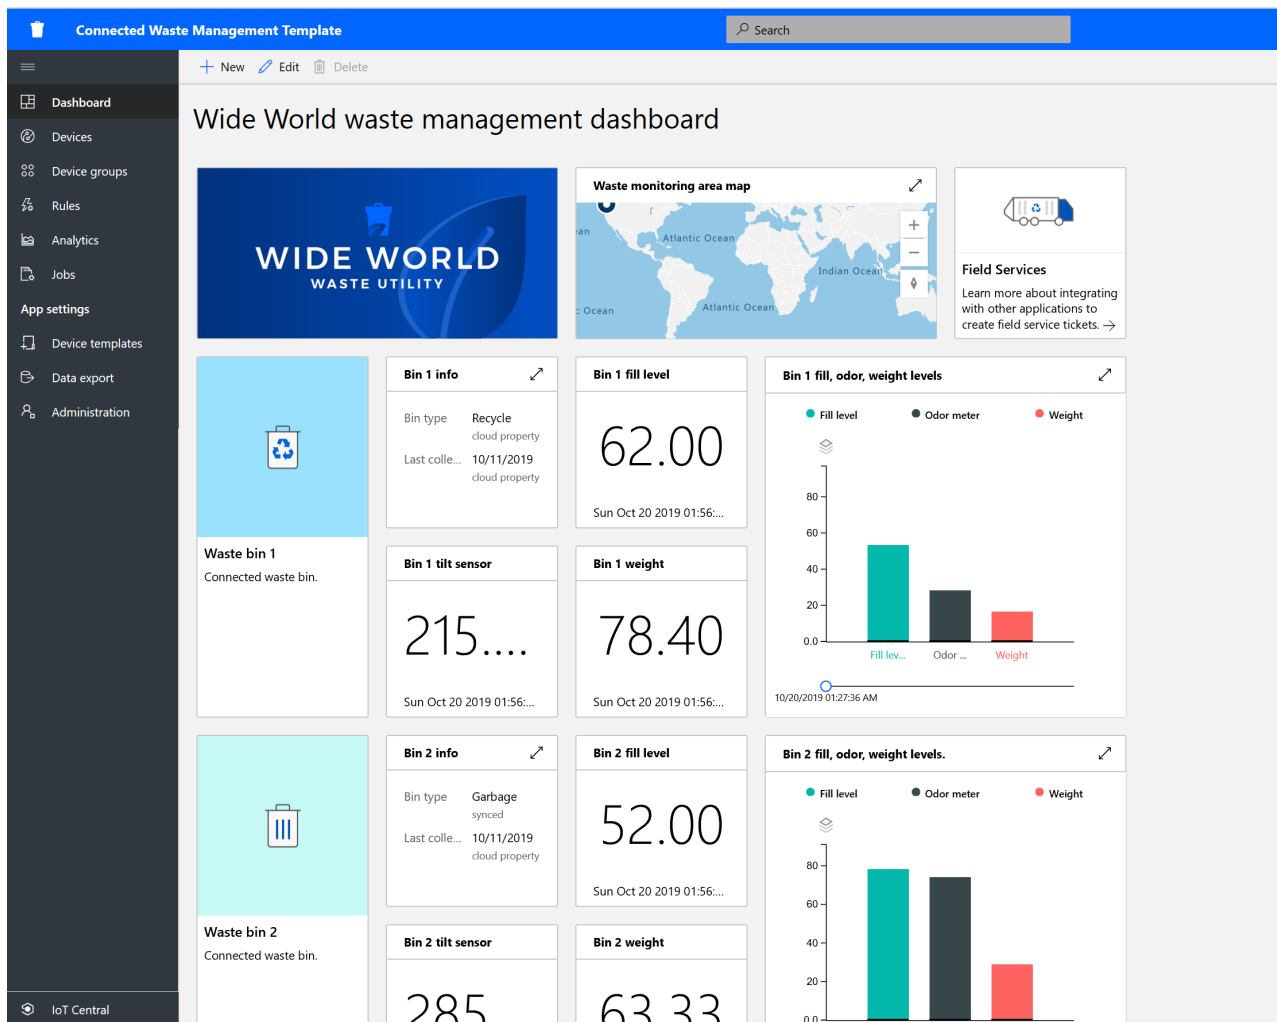 Connected Waste Management Template
Search
New
Edit
Delete
Dashboard
Devices
Device groups
Rules
Analytics
Jobs
App settings
Device templates
Data export
Administration
IoT Central
Wide World waste management dashboard
WIDE WORLD
WASTE UTILITY
Waste monitoring area map
ean
Atlantic Ocean
Indian Ocean
Ocean
Atlantic Ocean
Field Services
Learn more about integrating
with other applications to
create field service tickets. →
Waste bin 1
Connected waste bin.
Bin 1 info
Bin type Recycle
cloud property
Last colle... 10/11/2019
cloud property
Bin 1 fill level
62.00
Sun Oct 20 2019 01:56:...
Bin 1 tilt sensor
215....
Sun Oct 20 2019 01:56:...
Bin 1 weight
78.40
Sun Oct 20 2019 01:56:...
Bin 1 fill, odor, weight levels
Fill level Odor meter Weight
80
60
40
20
0.0
Fill lev... Odor ... Weight
10/20/2019 01:27:36 AM
Waste bin 2
Connected waste bin.
Bin 2 info
Bin type Garbage
synced
Last colle... 10/11/2019
cloud property
Bin 2 fill level
52.00
Sun Oct 20 2019 01:56:...
Bin 2 tilt sensor
285
Bin 2 weight
63.33
Bin 2 fill, odor, weight levels.
Fill level Odor meter Weight
80
60
40
20
0.0